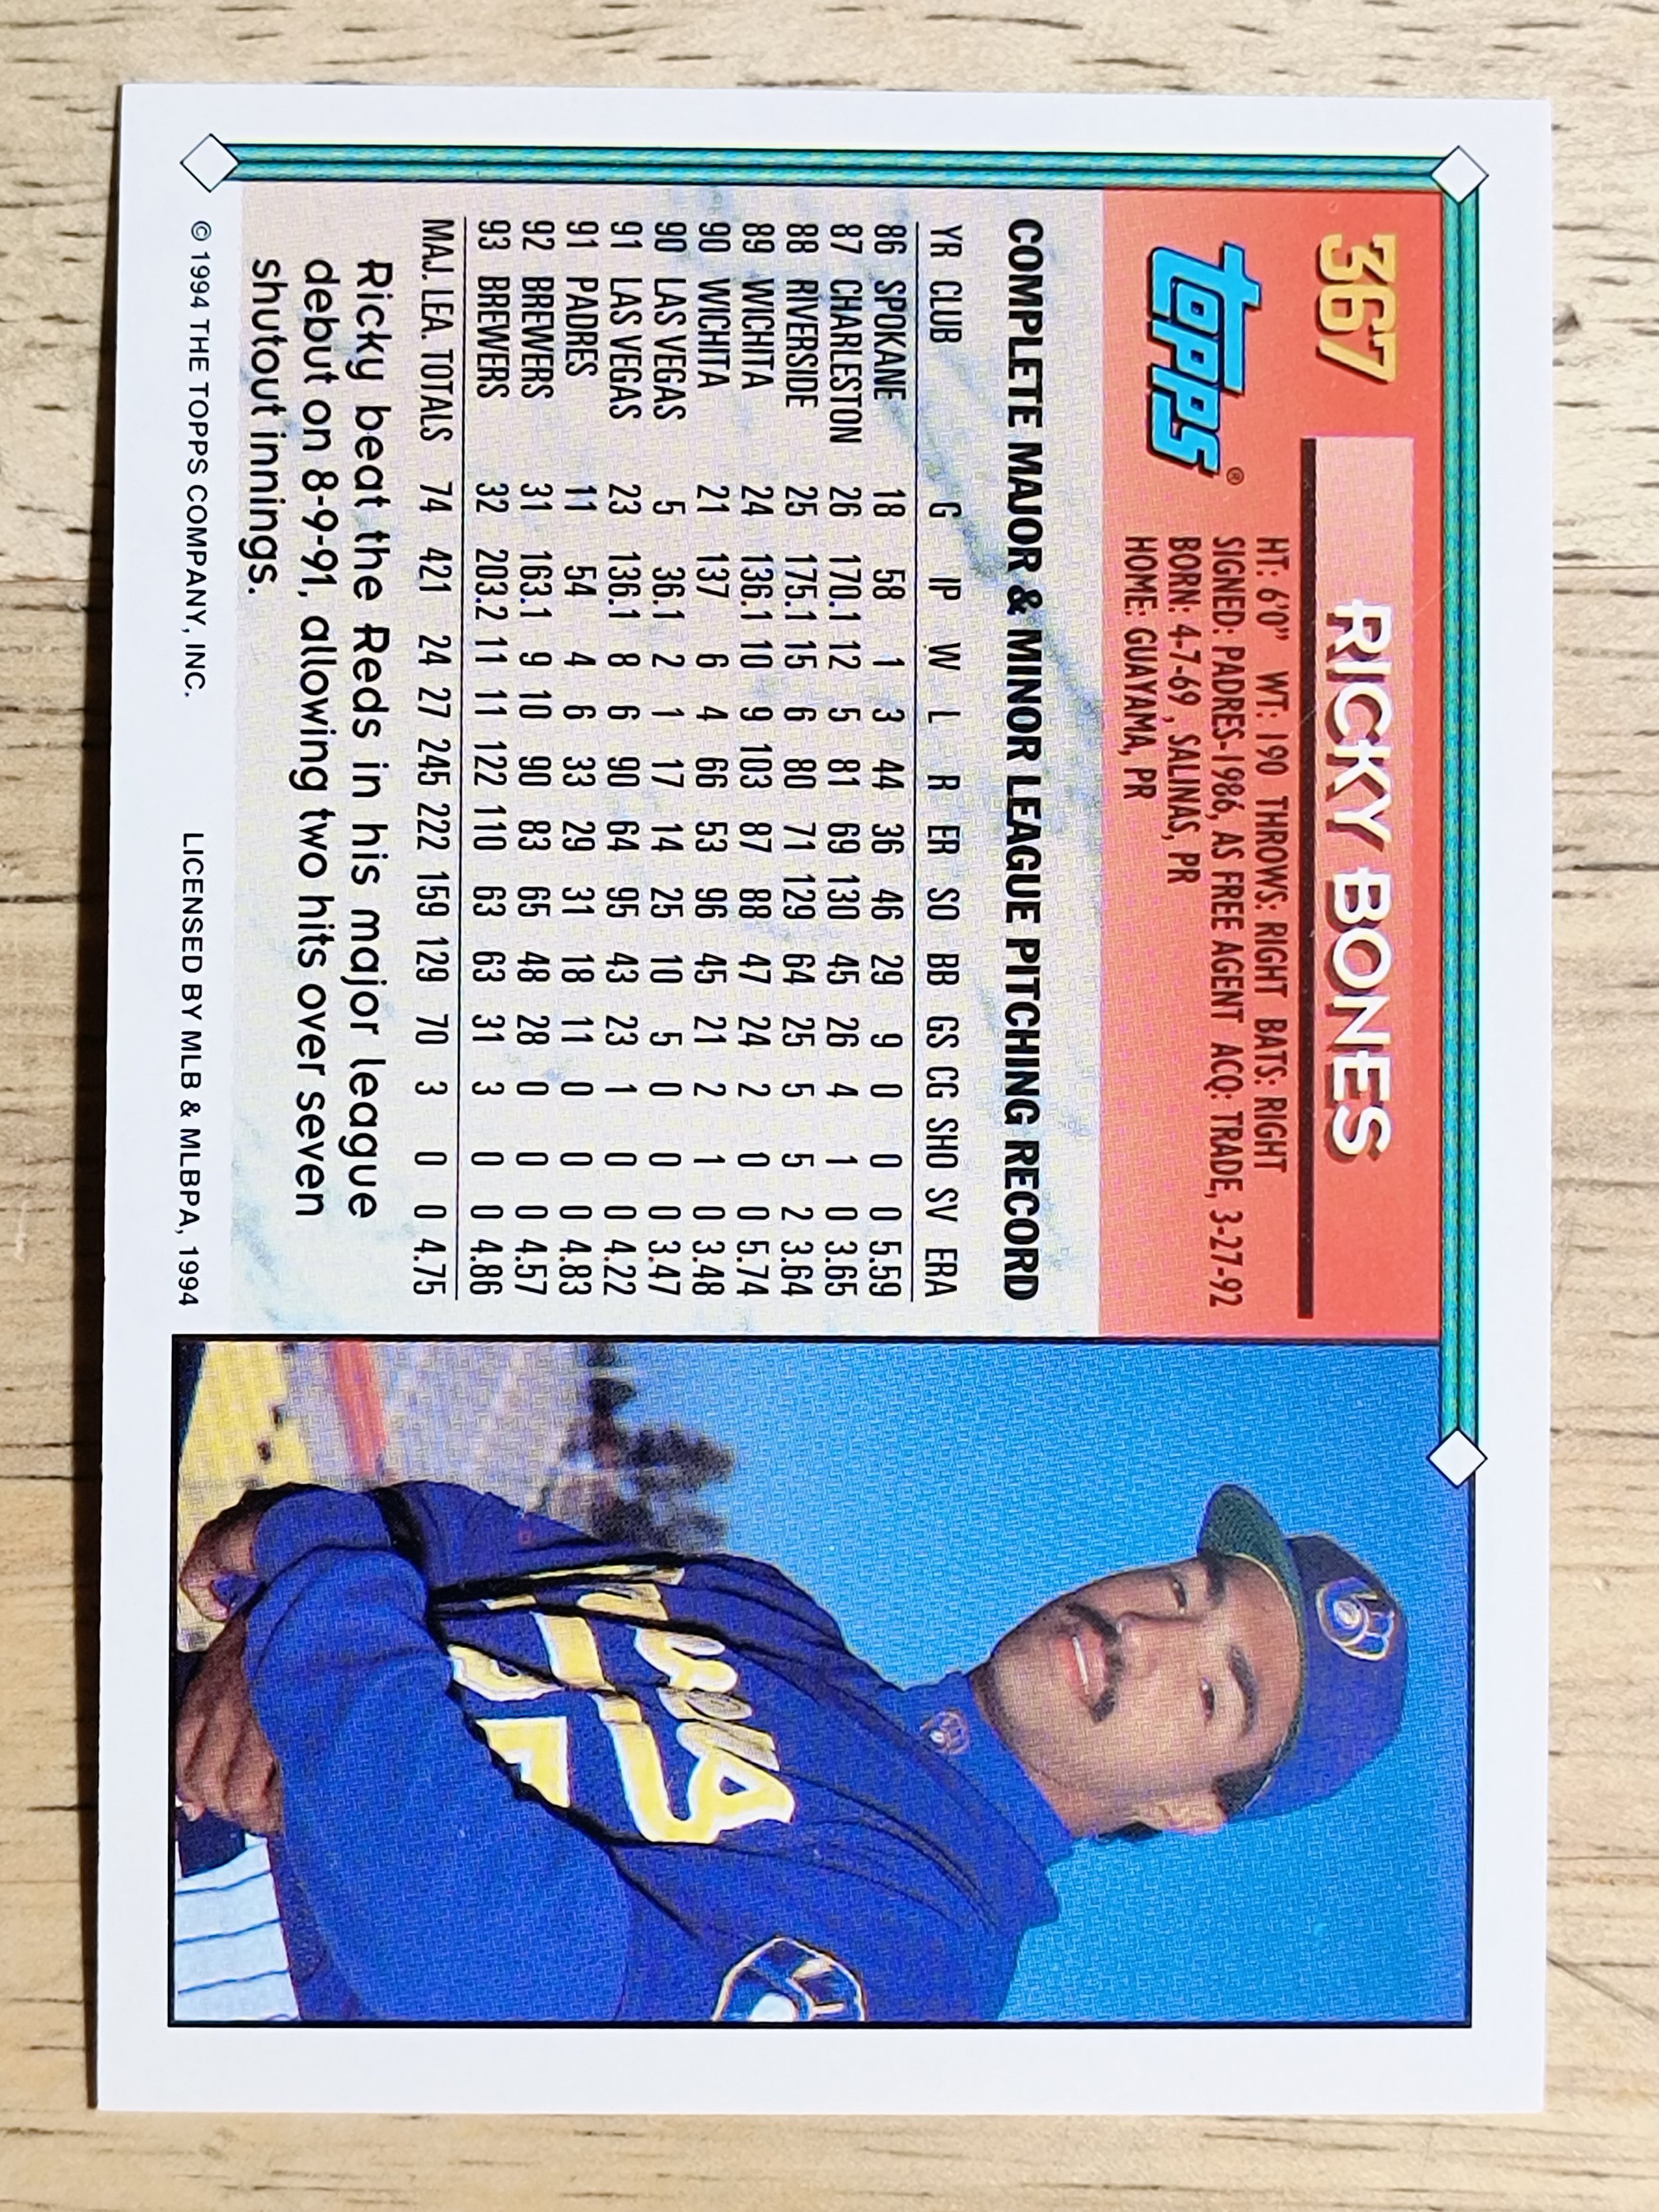 367 RICKY BONES
topps®
HT: 6'0" WT: 190 THROWS: RIGHT BATS: RIGHT
SIGNED: PADRES-1986, AS FREE AGENT ACQ: TRADE, 3-27-92
BORN: 4-7-69, SALINAS, PR
HOME: GUAYAMA, PR
COMPLETE MAJOR & MINOR LEAGUE PITCHING RECORD
YR CLUB G IP W L R ER SO BB GS CG SHO SV ERA
86 SPOKANE 18 58 1 3 44 36 46 29 9 0 0 0 5.59
87 CHARLESTON 26 170.1 12 5 81 69 130 45 26 4 1 0 3.65
88 RIVERSIDE 25 175.1 15 6 80 71 129 64 25 5 5 2 3.64
89 WICHITA 24 136.1 10 9 103 87 88 47 24 2 0 0 5.74
90 WICHITA 21 137 6 4 66 53 96 45 21 2 1 0 3.48
90 LAS VEGAS 5 36.1 2 1 17 14 25 10 5 0 0 0 3.47
91 LAS VEGAS 23 136.1 8 6 90 64 95 43 23 1 0 0 4.22
91 PADRES 11 54 4 6 33 29 31 18 11 0 0 0 4.83
92 BREWERS 31 163.1 9 10 90 83 65 48 28 0 0 0 4.57
93 BREWERS 32 203.2 11 11 122 110 63 63 31 3 0 0 4.86
MAJ. LEA. TOTALS 74 421 24 27 245 222 159 129 70 3 0 0 4.75
Ricky beat the Reds in his major league
debut on 8-9-91, allowing two hits over seven
shutout innings.
© 1994 THE TOPPS COMPANY, INC. LICENSED BY MLB & MLBPA, 1994